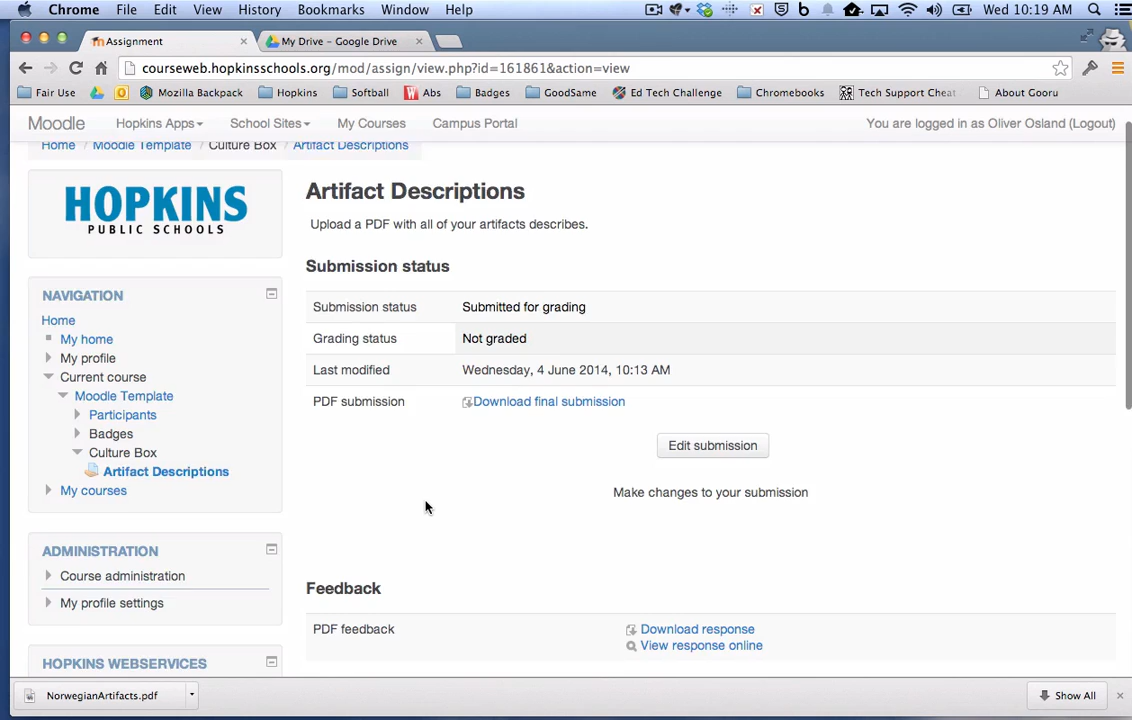 Chrome File Edit View History Bookmarks Window Help Wed 10:19 AM
Assignment My Drive – Google Drive
courseweb.hopkinsschools.org/mod/assign/view.php?id=161861&action=view
Fair Use Mozilla Backpack Hopkins Softball Abs Badges GoodSame Ed Tech Challenge Chromebooks Tech Support Cheat About Gooru
Moodle Hopkins Apps School Sites My Courses Campus Portal You are logged in as Oliver Osland (Logout)
Home / Moodle Template / Culture Box / Artifact Descriptions
HOPKINS
PUBLIC SCHOOLS
NAVIGATION
Home
My home
My profile
Current course
Moodle Template
Participants
Badges
Culture Box
Artifact Descriptions
My courses
ADMINISTRATION
Course administration
My profile settings
HOPKINS WEBSERVICES
Artifact Descriptions
Upload a PDF with all of your artifacts describes.
Submission status
Submission status Submitted for grading
Grading status Not graded
Last modified Wednesday, 4 June 2014, 10:13 AM
PDF submission Download final submission
Edit submission
Make changes to your submission
Feedback
PDF feedback Download response
View response online
NorwegianArtifacts.pdf Show All